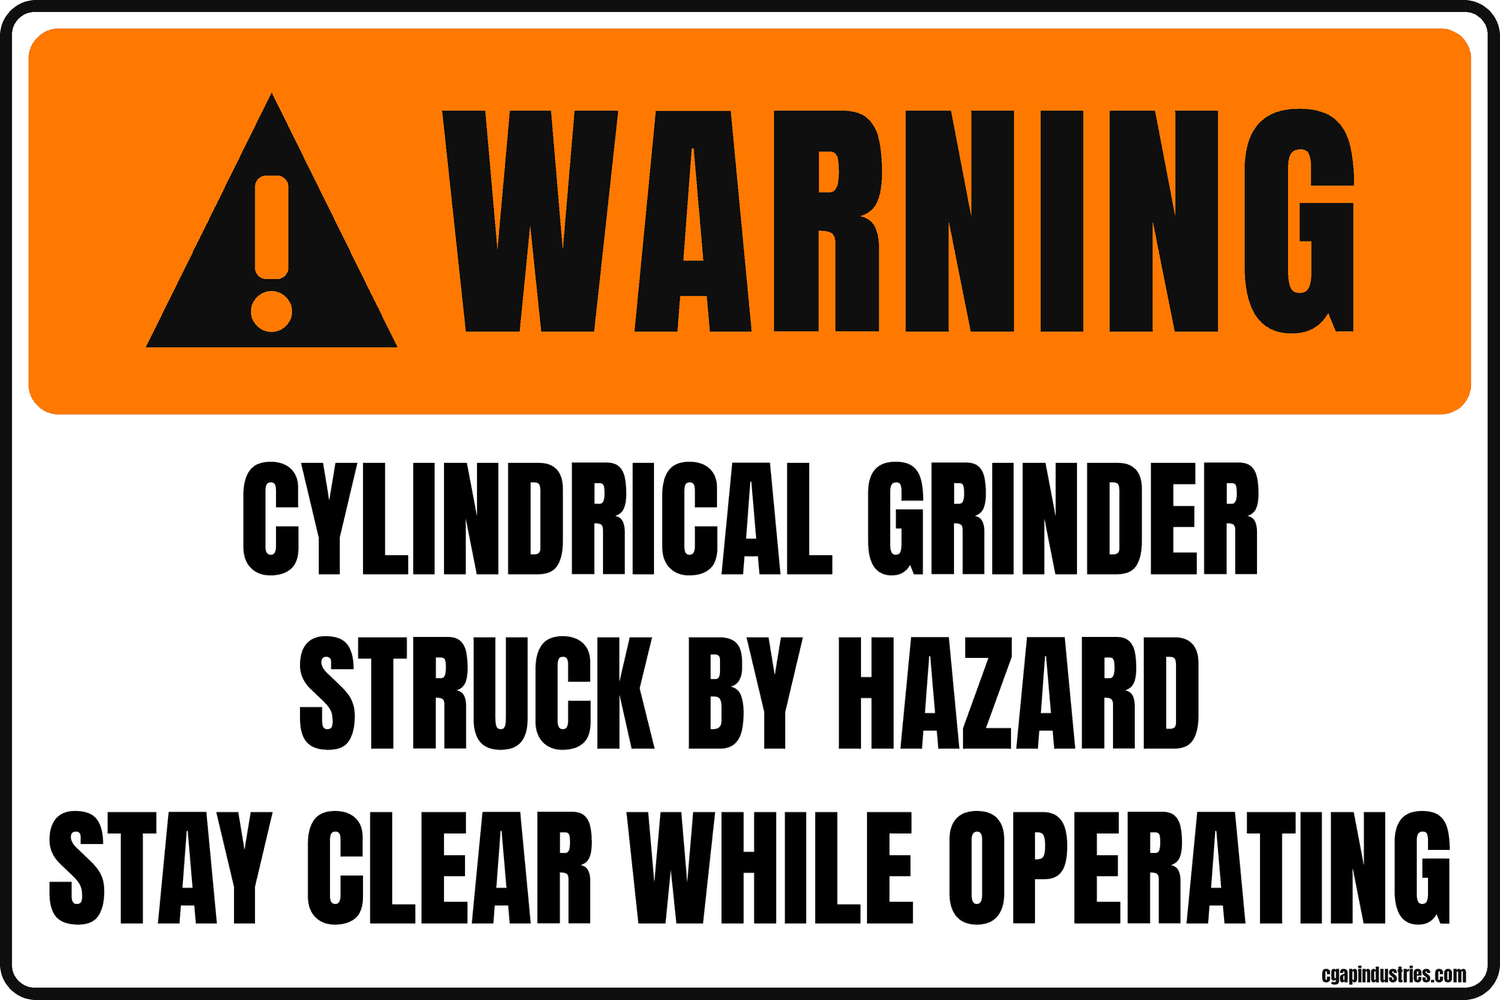 WARNING
CYLINDRICAL GRINDER
STRUCK BY HAZARD
STAY CLEAR WHILE OPERATING
cgapindustries.com